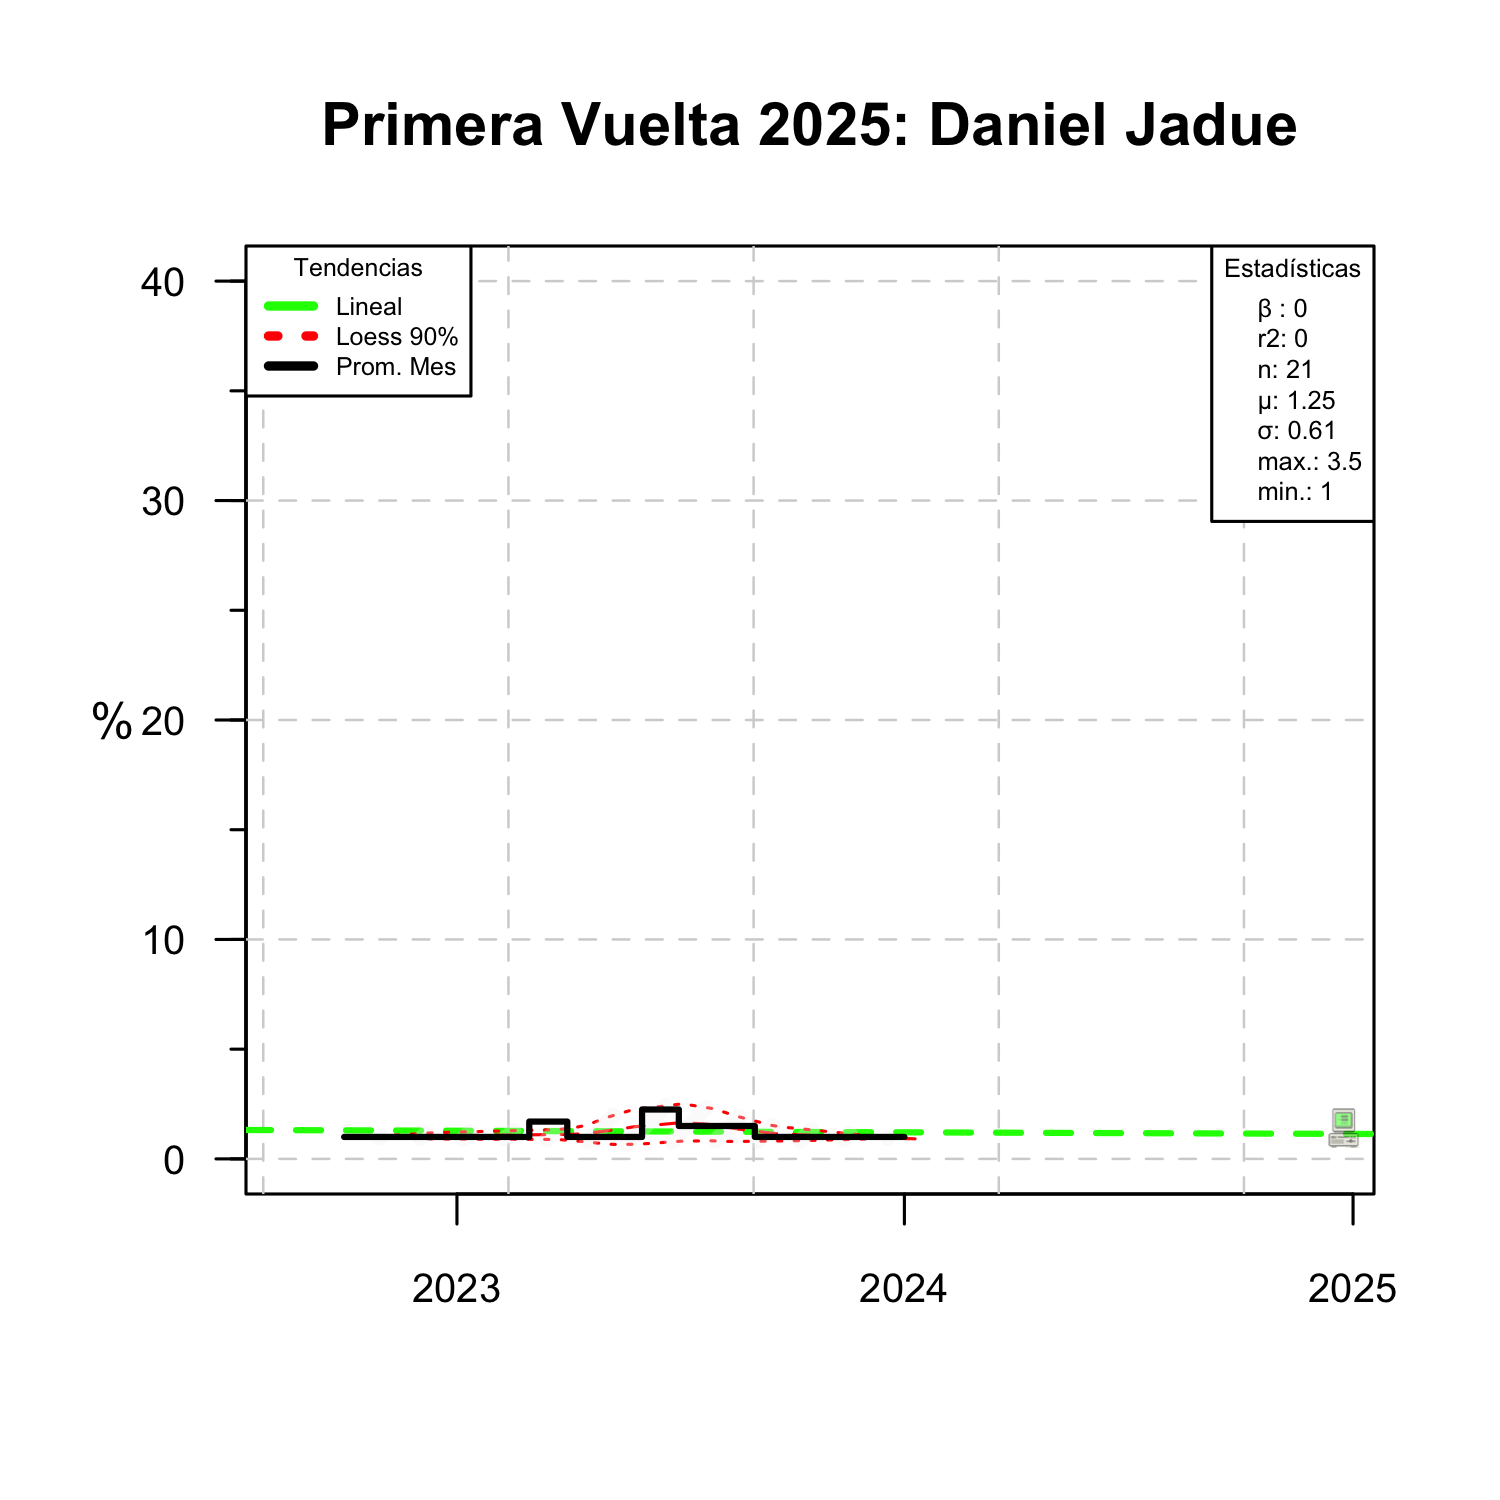 Primera Vuelta 2025: Daniel Jadue
Tendencias
Lineal
Loess 90%
Prom. Mes
Estadísticas
β : 0
r2: 0
n: 21
μ: 1.25
σ: 0.61
max.: 3.5
min.: 1
40
30
% 20
10
0
2023
2024
2025